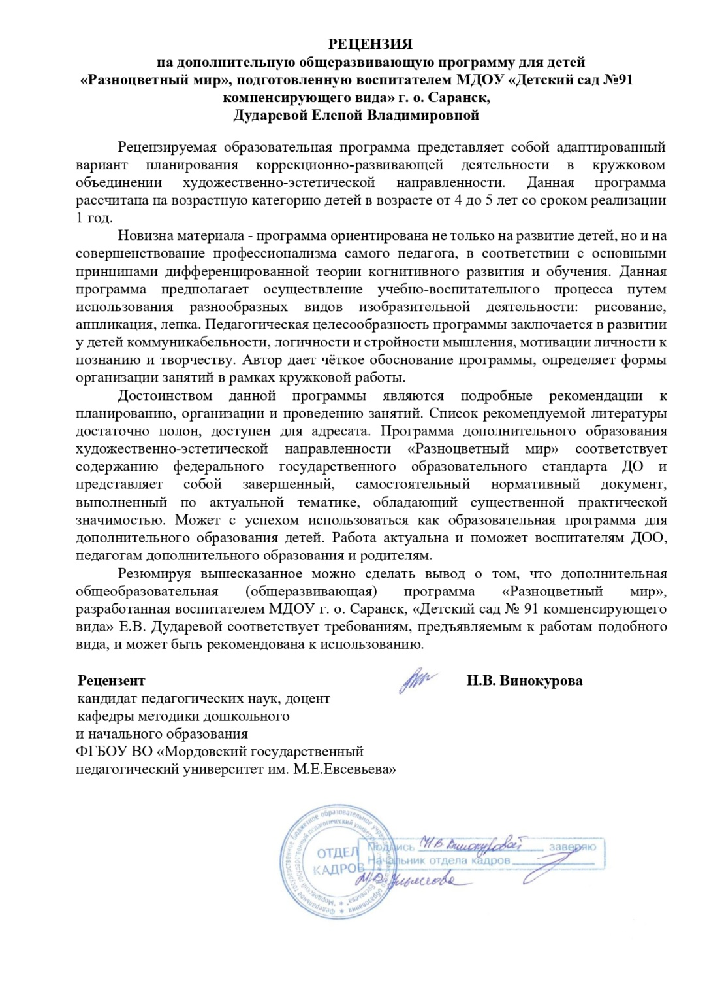 РЕЦЕНЗИЯ
на дополнительную общеразвивающую программу для детей
«Разноцветный мир», подготовленную воспитателем МДОУ «Детский сад №91
компенсирующего вида» г. о. Саранск,
Дударевой Еленой Владимировной
Рецензируемая образовательная программа представляет собой адаптированный
вариант планирования коррекционно-развивающей деятельности в кружковом
объединении художественно-эстетической направленности. Данная программа
рассчитана на возрастную категорию детей в возрасте от 4 до 5 лет со сроком реализации
1 год.
Новизна материала - программа ориентирована не только на развитие детей, но и на
совершенствование профессионализма самого педагога, в соответствии с основными
принципами дифференцированной теории когнитивного развития и обучения. Данная
программа предполагает осуществление учебно-воспитательного процесса путем
использования разнообразных видов изобразительной деятельности: рисование,
аппликация, лепка. Педагогическая целесообразность программы заключается в развитии
у детей коммуникабельности, логичности и стройности мышления, мотивации личности к
познанию и творчеству. Автор дает чёткое обоснование программы, определяет формы
организации занятий в рамках кружковой работы.
Достоинством данной программы являются подробные рекомендации к
планированию, организации и проведению занятий. Список рекомендуемой литературы
достаточно полон, доступен для адресата. Программа дополнительного образования
художественно-эстетической направленности «Разноцветный мир» соответствует
содержанию федерального государственного образовательного стандарта ДО и
представляет собой завершенный, самостоятельный нормативный документ,
выполненный по актуальной тематике, обладающий существенной практической
значимостью. Может с успехом использоваться как образовательная программа для
дополнительного образования детей. Работа актуальна и поможет воспитателям ДОО,
педагогам дополнительного образования и родителям.
Резюмируя вышесказанное можно сделать вывод о том, что дополнительная
общеобразовательная (общеразвивающая) программа «Разноцветный мир»,
разработанная воспитателем МДОУ г. о. Саранск, «Детский сад № 91 компенсирующего
вида» Е.В. Дударевой соответствует требованиям, предъявляемым к работам подобного
вида, и может быть рекомендована к использованию.
Рецензент Н.В. Винокурова
кандидат педагогических наук, доцент
кафедры методики дошкольного
и начального образования
ФГБОУ ВО «Мордовский государственный
педагогический университет им. М.Е.Евсевьева»
ОТДЕЛ
КАДРОВ
Подпись Н.В. Винокуровой заверяю
Начальник отдела кадров